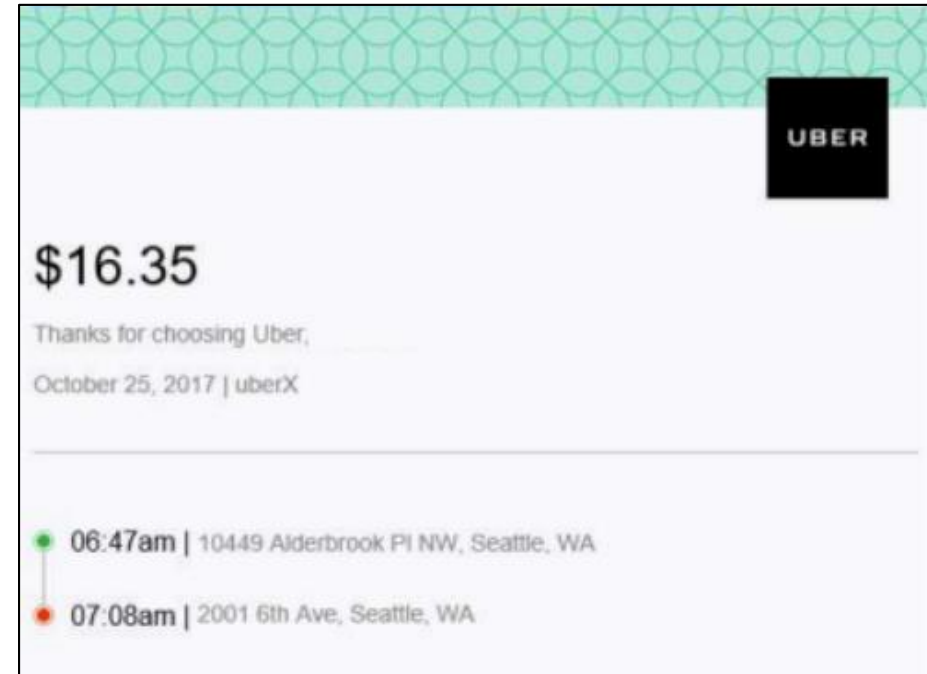 UBER
$16.35
Thanks for choosing Uber,
October 25, 2017 | uberX
06:47am | 10449 Alderbrook Pl NW, Seattle, WA
07:08am | 2001 6th Ave, Seattle, WA